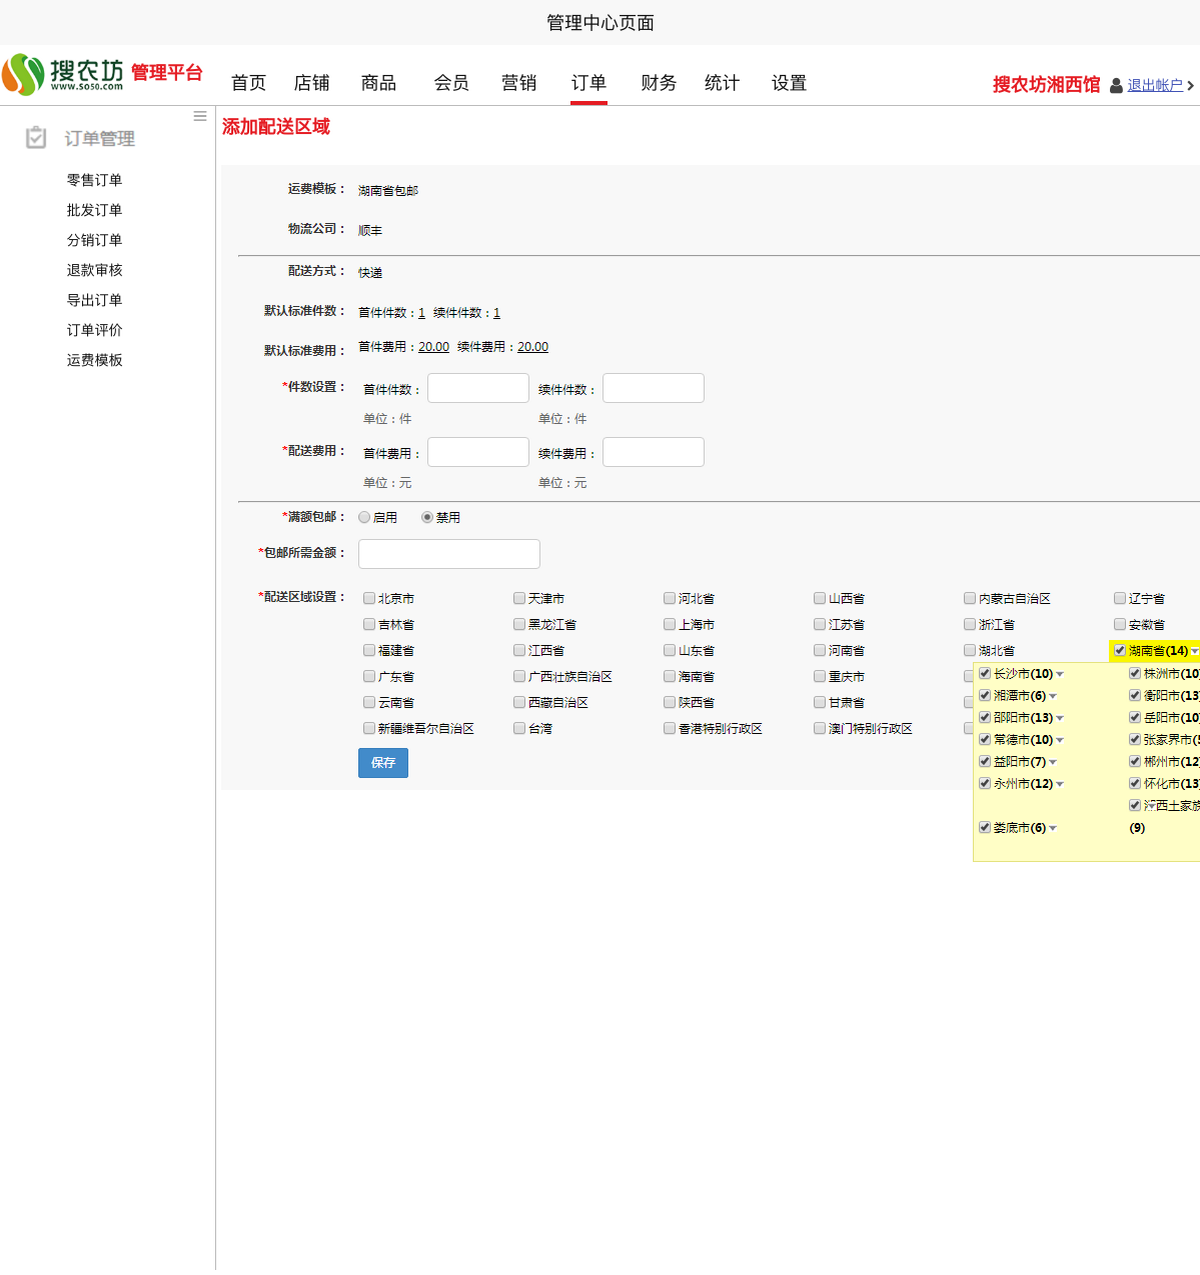 管理中心页面
搜农坊 管理平台
www.so50.com
首页 店铺 商品 会员 营销 订单 财务 统计 设置
搜农坊湘西馆 退出帐户
订单管理
零售订单
批发订单
分销订单
退款审核
导出订单
订单评价
运费模板
添加配送区域
运费模板： 湖南省包邮
物流公司： 顺丰
配送方式： 快递
默认标准件数： 首件件数：1 续件件数：1
默认标准费用： 首件费用：20.00 续件费用：20.00
*件数设置： 首件件数： 续件件数：
单位：件 单位：件
*配送费用： 首件费用： 续件费用：
单位：元 单位：元
*满额包邮： 启用 禁用
*包邮所需金额：
*配送区域设置： 北京市 天津市 河北省 山西省 内蒙古自治区 辽宁省
吉林省 黑龙江省 上海市 江苏省 浙江省 安徽省
福建省 江西省 山东省 河南省 湖北省 湖南省(14)
广东省 广西壮族自治区 海南省 重庆市
云南省 西藏自治区 陕西省 甘肃省
新疆维吾尔自治区 台湾 香港特别行政区 澳门特别行政区
长沙市(10) 株洲市(10)
湘潭市(6) 衡阳市(13
邵阳市(13) 岳阳市(10)
常德市(10) 张家界市(
益阳市(7) 郴州市(12
永州市(12) 怀化市(13
西土家族
娄底市(6) (9)
保存